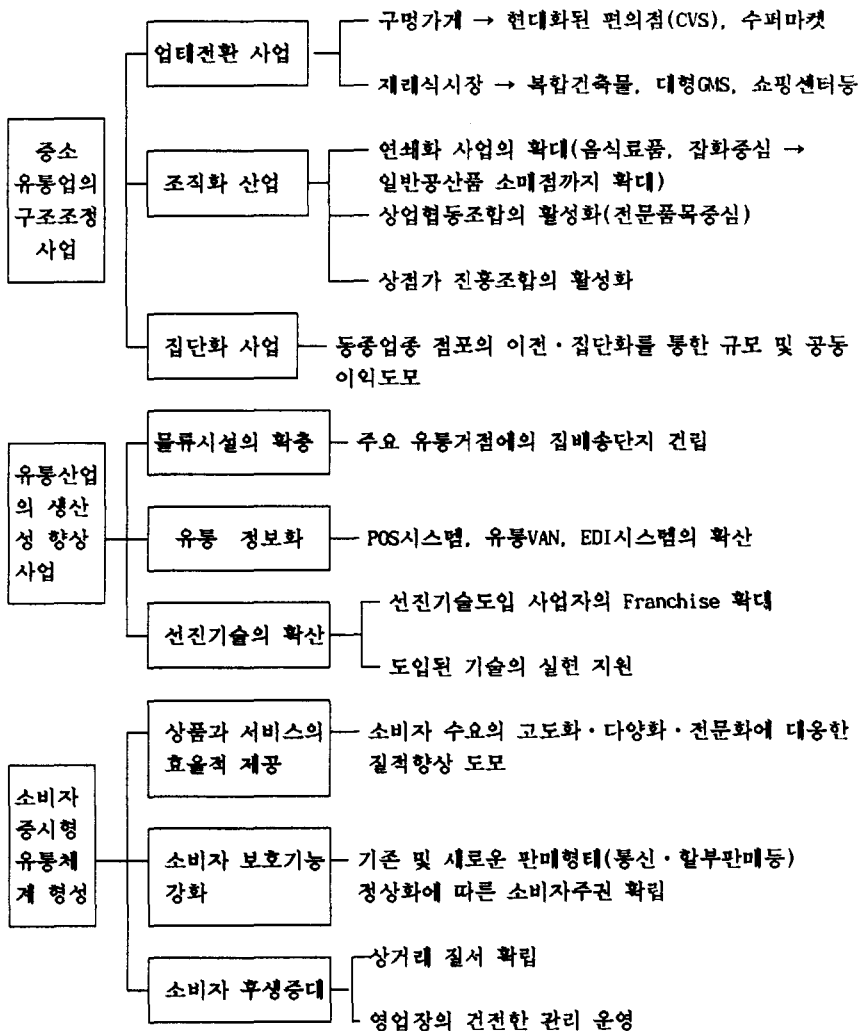 중소
유통업의
구조조정
사업
업태전환 사업
구멍가게 → 현대화된 편의점(CVS), 수퍼마켓
재래식시장 → 복합건축물, 대형GMS, 쇼핑센터등
조직화 산업
연쇄화 사업의 확대(음식료품, 잡화중심 →
일반공산품 소매점까지 확대)
상업협동조합의 활성화(전문품목중심)
상점가 진흥조합의 활성화
집단화 사업
동종업종 점포의 이전·집단화를 통한 규모 및 공동
이익도모
유통산업
의 생산
성 향상
사업
물류시설의 확충
주요 유통거점에의 집배송단지 건립
유통 정보화
POS시스템, 유통VAN, EDI시스템의 확산
선진기술의 확산
선진기술도입 사업자의 Franchise 확대
도입된 기술의 실현 지원
소비자
중시형
유통체
계 형성
상품과 서비스의
효율적 제공
소비자 수요의 고도화·다양화·전문화에 대응한
질적향상 도모
소비자 보호기능
강화
기존 및 새로운 판매형태(통신·할부판매등)
정상화에 따른 소비자주권 확립
소비자 후생증대
상거래 질서 확립
영업장의 건전한 관리 운영